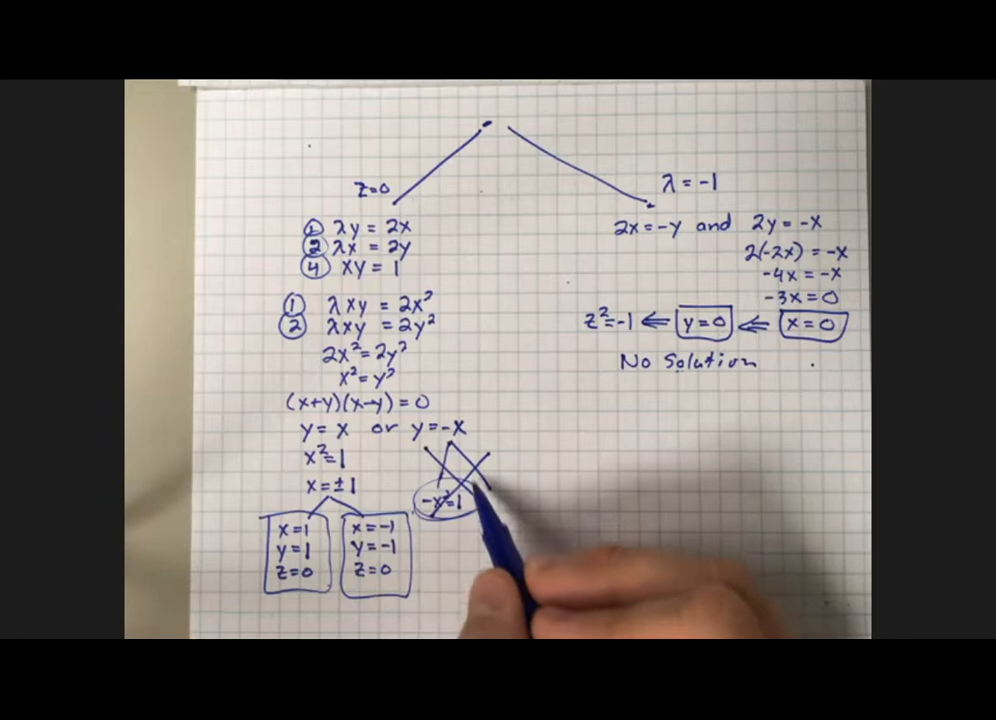 z=0
① λy = 2x
② λx = 2y
④ xy = 1
① λxy = 2x²
② λxy = 2y²
2x² = 2y²
x² = y²
(x+y)(x-y) = 0
y = x or y = -x
x² = 1
x = ±1
-x² = 1
x = 1
y = 1
z = 0
x = -1
y = -1
z = 0
λ = -1
2x = -y and 2y = -x
2(-2x) = -x
-4x = -x
-3x = 0
z² = -1 ⇐ y = 0 ⇐ x = 0
No Solution